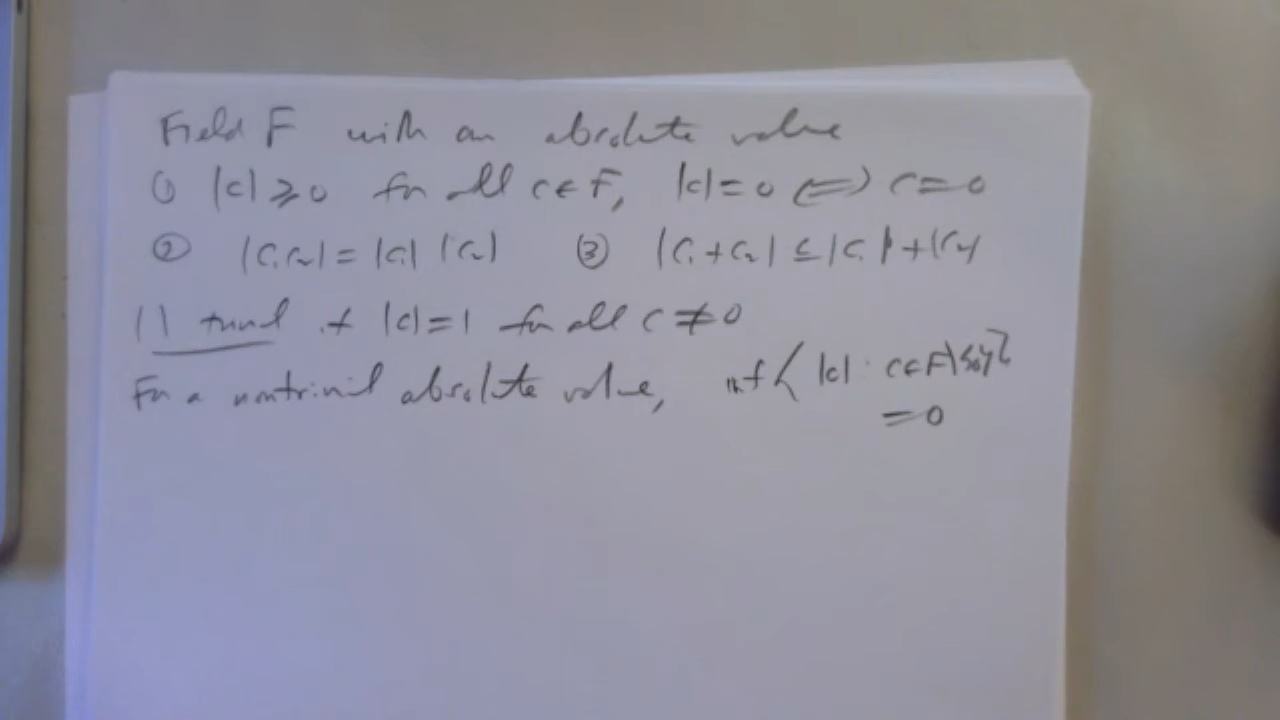 Field F with an absolute value
① |c| ≥ 0 for all c ∈ F, |c| = 0 ⟺ c = 0
② |c₁c₂| = |c₁| |c₂| ③ |c₁ + c₂| ≤ |c₁| + |c₂|
| | trivial if |c| = 1 for all c ≠ 0
For a nontrivial absolute value, inf{ |c| : c ∈ F\{0}}
= 0